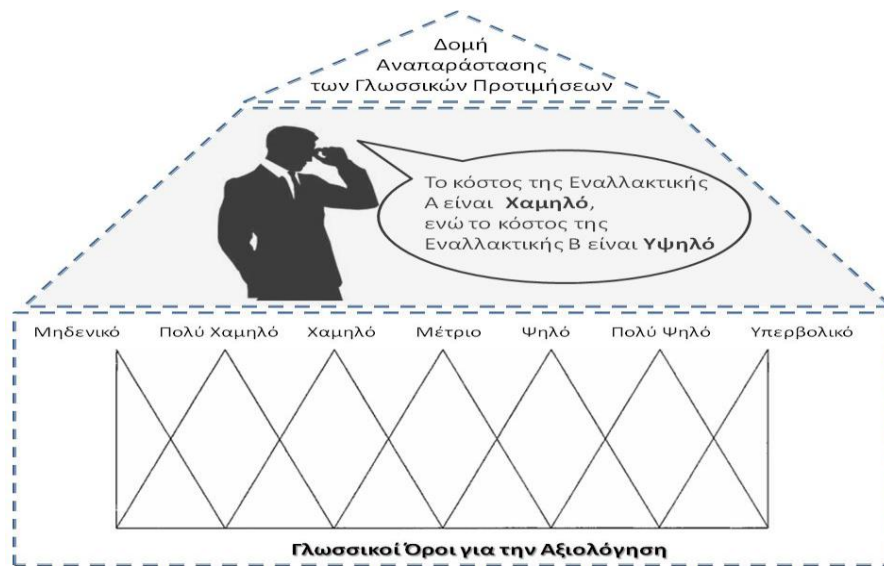 Δομή
Αναπαράστασης
των Γλωσσικών Προτιμήσεων
Το κόστος της Εναλλακτικής
Α είναι Χαμηλό,
ενώ το κόστος της
Εναλλακτικής Β είναι Υψηλό
Μηδενικό Πολύ Χαμηλό Χαμηλό Μέτριο Ψηλό Πολύ Ψηλό Υπερβολικό
Γλωσσικοί Όροι για την Αξιολόγηση